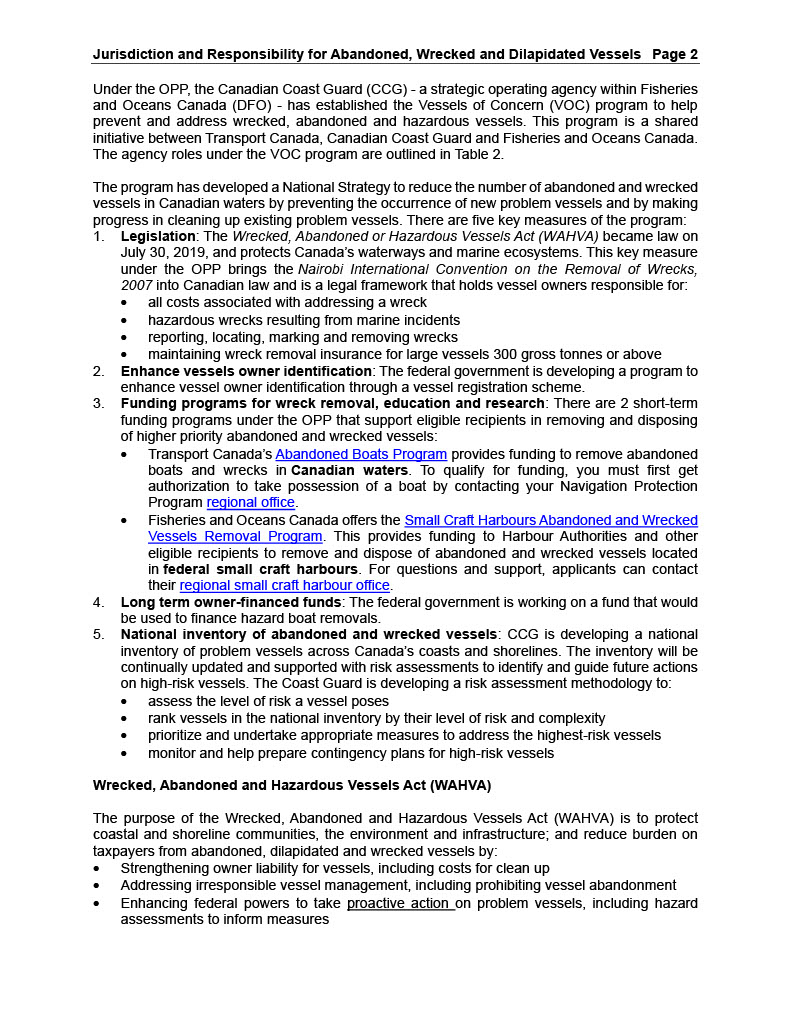 Jurisdiction and Responsibility for Abandoned, Wrecked and Dilapidated Vessels Page 2
Under the OPP, the Canadian Coast Guard (CCG) - a strategic operating agency within Fisheries
and Oceans Canada (DFO) - has established the Vessels of Concern (VOC) program to help
prevent and address wrecked, abandoned and hazardous vessels. This program is a shared
initiative between Transport Canada, Canadian Coast Guard and Fisheries and Oceans Canada.
The agency roles under the VOC program are outlined in Table 2.
The program has developed a National Strategy to reduce the number of abandoned and wrecked
vessels in Canadian waters by preventing the occurrence of new problem vessels and by making
progress in cleaning up existing problem vessels. There are five key measures of the program:
1. Legislation: The Wrecked, Abandoned or Hazardous Vessels Act (WAHVA) became law on
July 30, 2019, and protects Canada's waterways and marine ecosystems. This key measure
under the OPP brings the Nairobi International Convention on the Removal of Wrecks,
2007 into Canadian law and is a legal framework that holds vessel owners responsible for:
• all costs associated with addressing a wreck
• hazardous wrecks resulting from marine incidents
• reporting, locating, marking and removing wrecks
• maintaining wreck removal insurance for large vessels 300 gross tonnes or above
2. Enhance vessels owner identification: The federal government is developing a program to
enhance vessel owner identification through a vessel registration scheme.
3. Funding programs for wreck removal, education and research: There are 2 short-term
funding programs under the OPP that support eligible recipients in removing and disposing
of higher priority abandoned and wrecked vessels:
• Transport Canada's Abandoned Boats Program provides funding to remove abandoned
boats and wrecks in Canadian waters. To qualify for funding, you must first get
authorization to take possession of a boat by contacting your Navigation Protection
Program regional office.
• Fisheries and Oceans Canada offers the Small Craft Harbours Abandoned and Wrecked
Vessels Removal Program. This provides funding to Harbour Authorities and other
eligible recipients to remove and dispose of abandoned and wrecked vessels located
in federal small craft harbours. For questions and support, applicants can contact
their regional small craft harbour office.
4. Long term owner-financed funds: The federal government is working on a fund that would
be used to finance hazard boat removals.
5. National inventory of abandoned and wrecked vessels: CCG is developing a national
inventory of problem vessels across Canada's coasts and shorelines. The inventory will be
continually updated and supported with risk assessments to identify and guide future actions
on high-risk vessels. The Coast Guard is developing a risk assessment methodology to:
• assess the level of risk a vessel poses
• rank vessels in the national inventory by their level of risk and complexity
• prioritize and undertake appropriate measures to address the highest-risk vessels
• monitor and help prepare contingency plans for high-risk vessels
Wrecked, Abandoned and Hazardous Vessels Act (WAHVA)
The purpose of the Wrecked, Abandoned and Hazardous Vessels Act (WAHVA) is to protect
coastal and shoreline communities, the environment and infrastructure; and reduce burden on
taxpayers from abandoned, dilapidated and wrecked vessels by:
• Strengthening owner liability for vessels, including costs for clean up
• Addressing irresponsible vessel management, including prohibiting vessel abandonment
• Enhancing federal powers to take proactive action on problem vessels, including hazard
assessments to inform measures